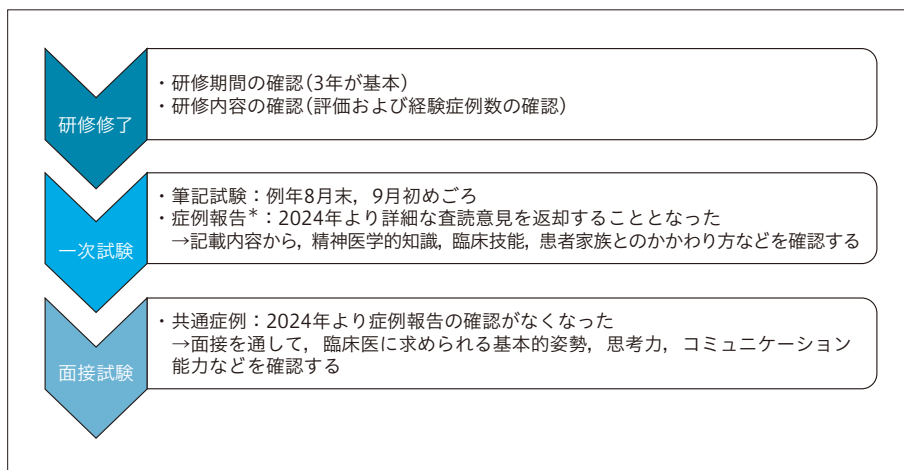 研修修了
・研修期間の確認(3年が基本)
・研修内容の確認(評価および経験症例数の確認)
一次試験
・筆記試験：例年8月末，9月初めごろ
・症例報告*：2024年より詳細な査読意見を返却することとなった
→記載内容から，精神医学的知識，臨床技能，患者家族とのかかわり方などを確認する
面接試験
・共通症例：2024年より症例報告の確認がなくなった
→面接を通して，臨床医に求められる基本的姿勢，思考力，コミュニケーション
能力などを確認する